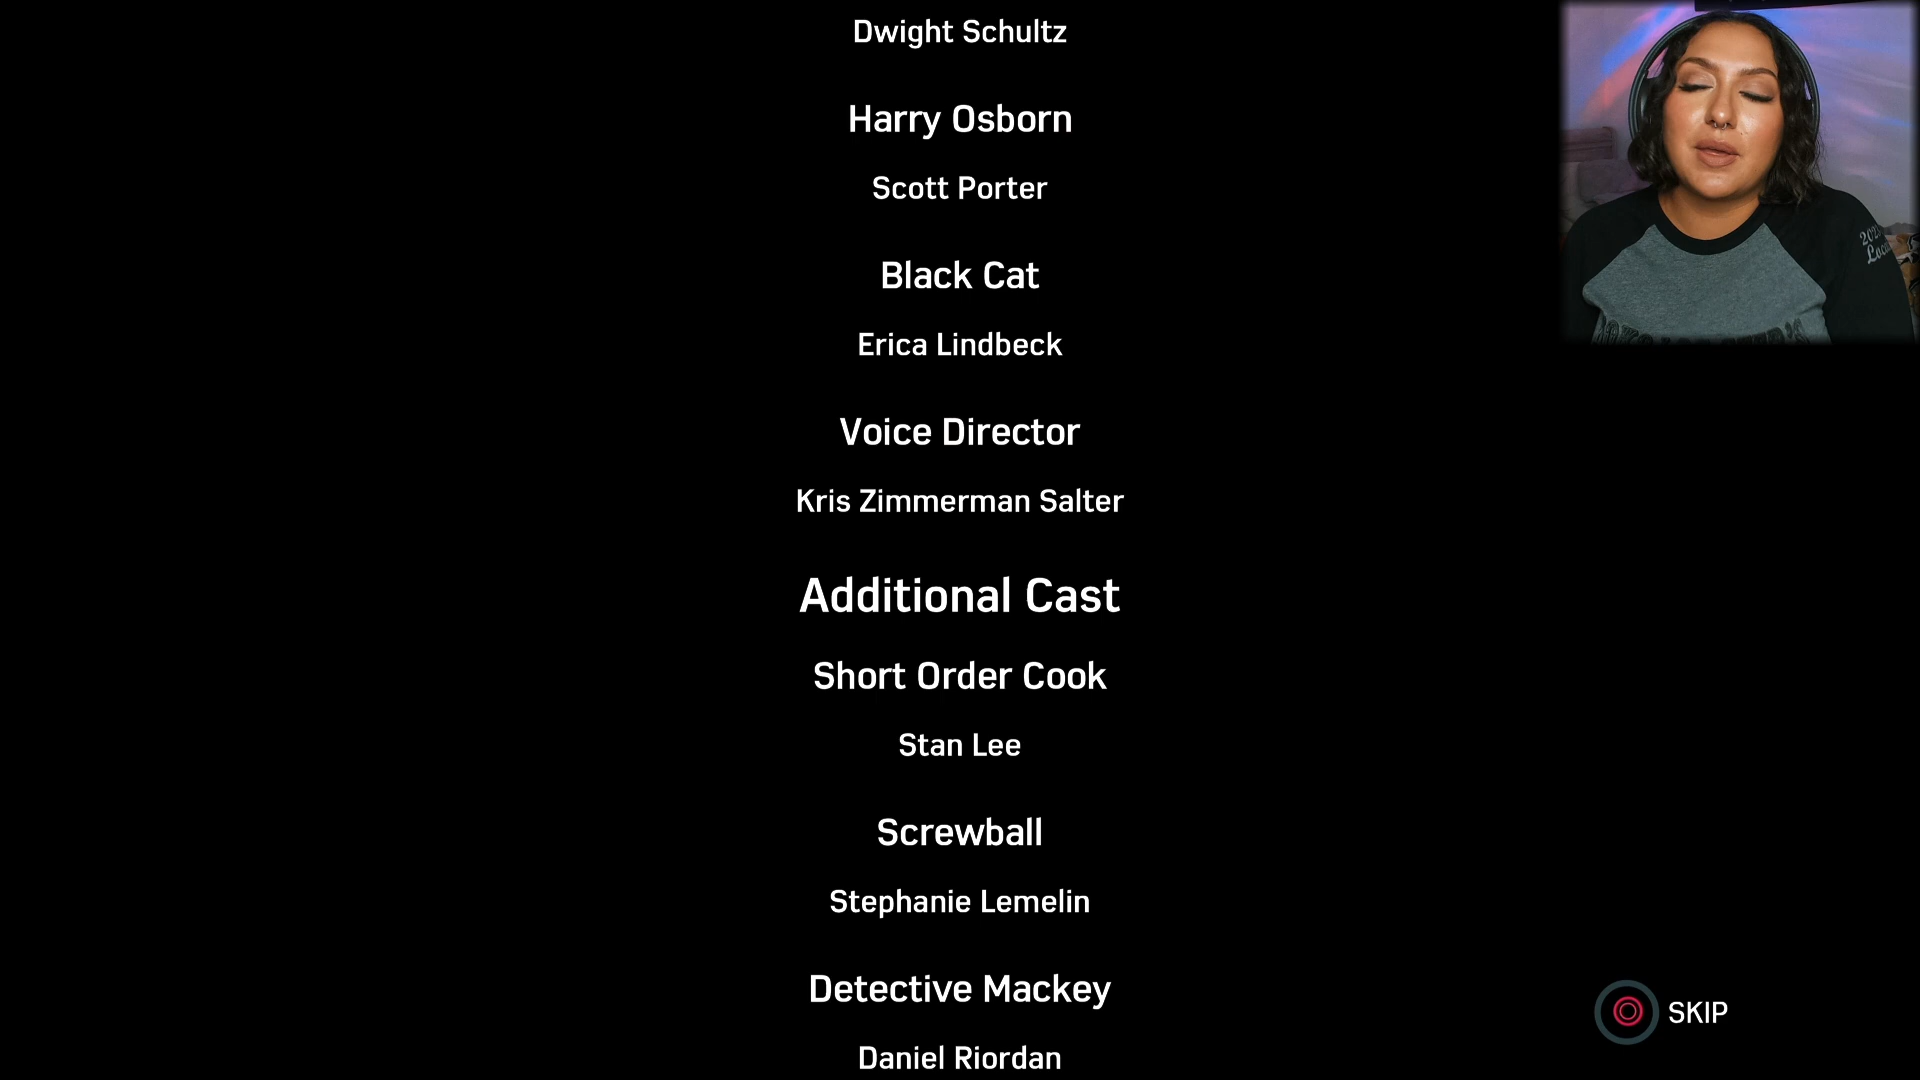 Dwight Schultz
Harry Osborn
Scott Porter
Black Cat
Erica Lindbeck
Voice Director
Kris Zimmerman Salter
Additional Cast
Short Order Cook
Stan Lee
Screwball
Stephanie Lemelin
Detective Mackey
Daniel Riordan
SKIP